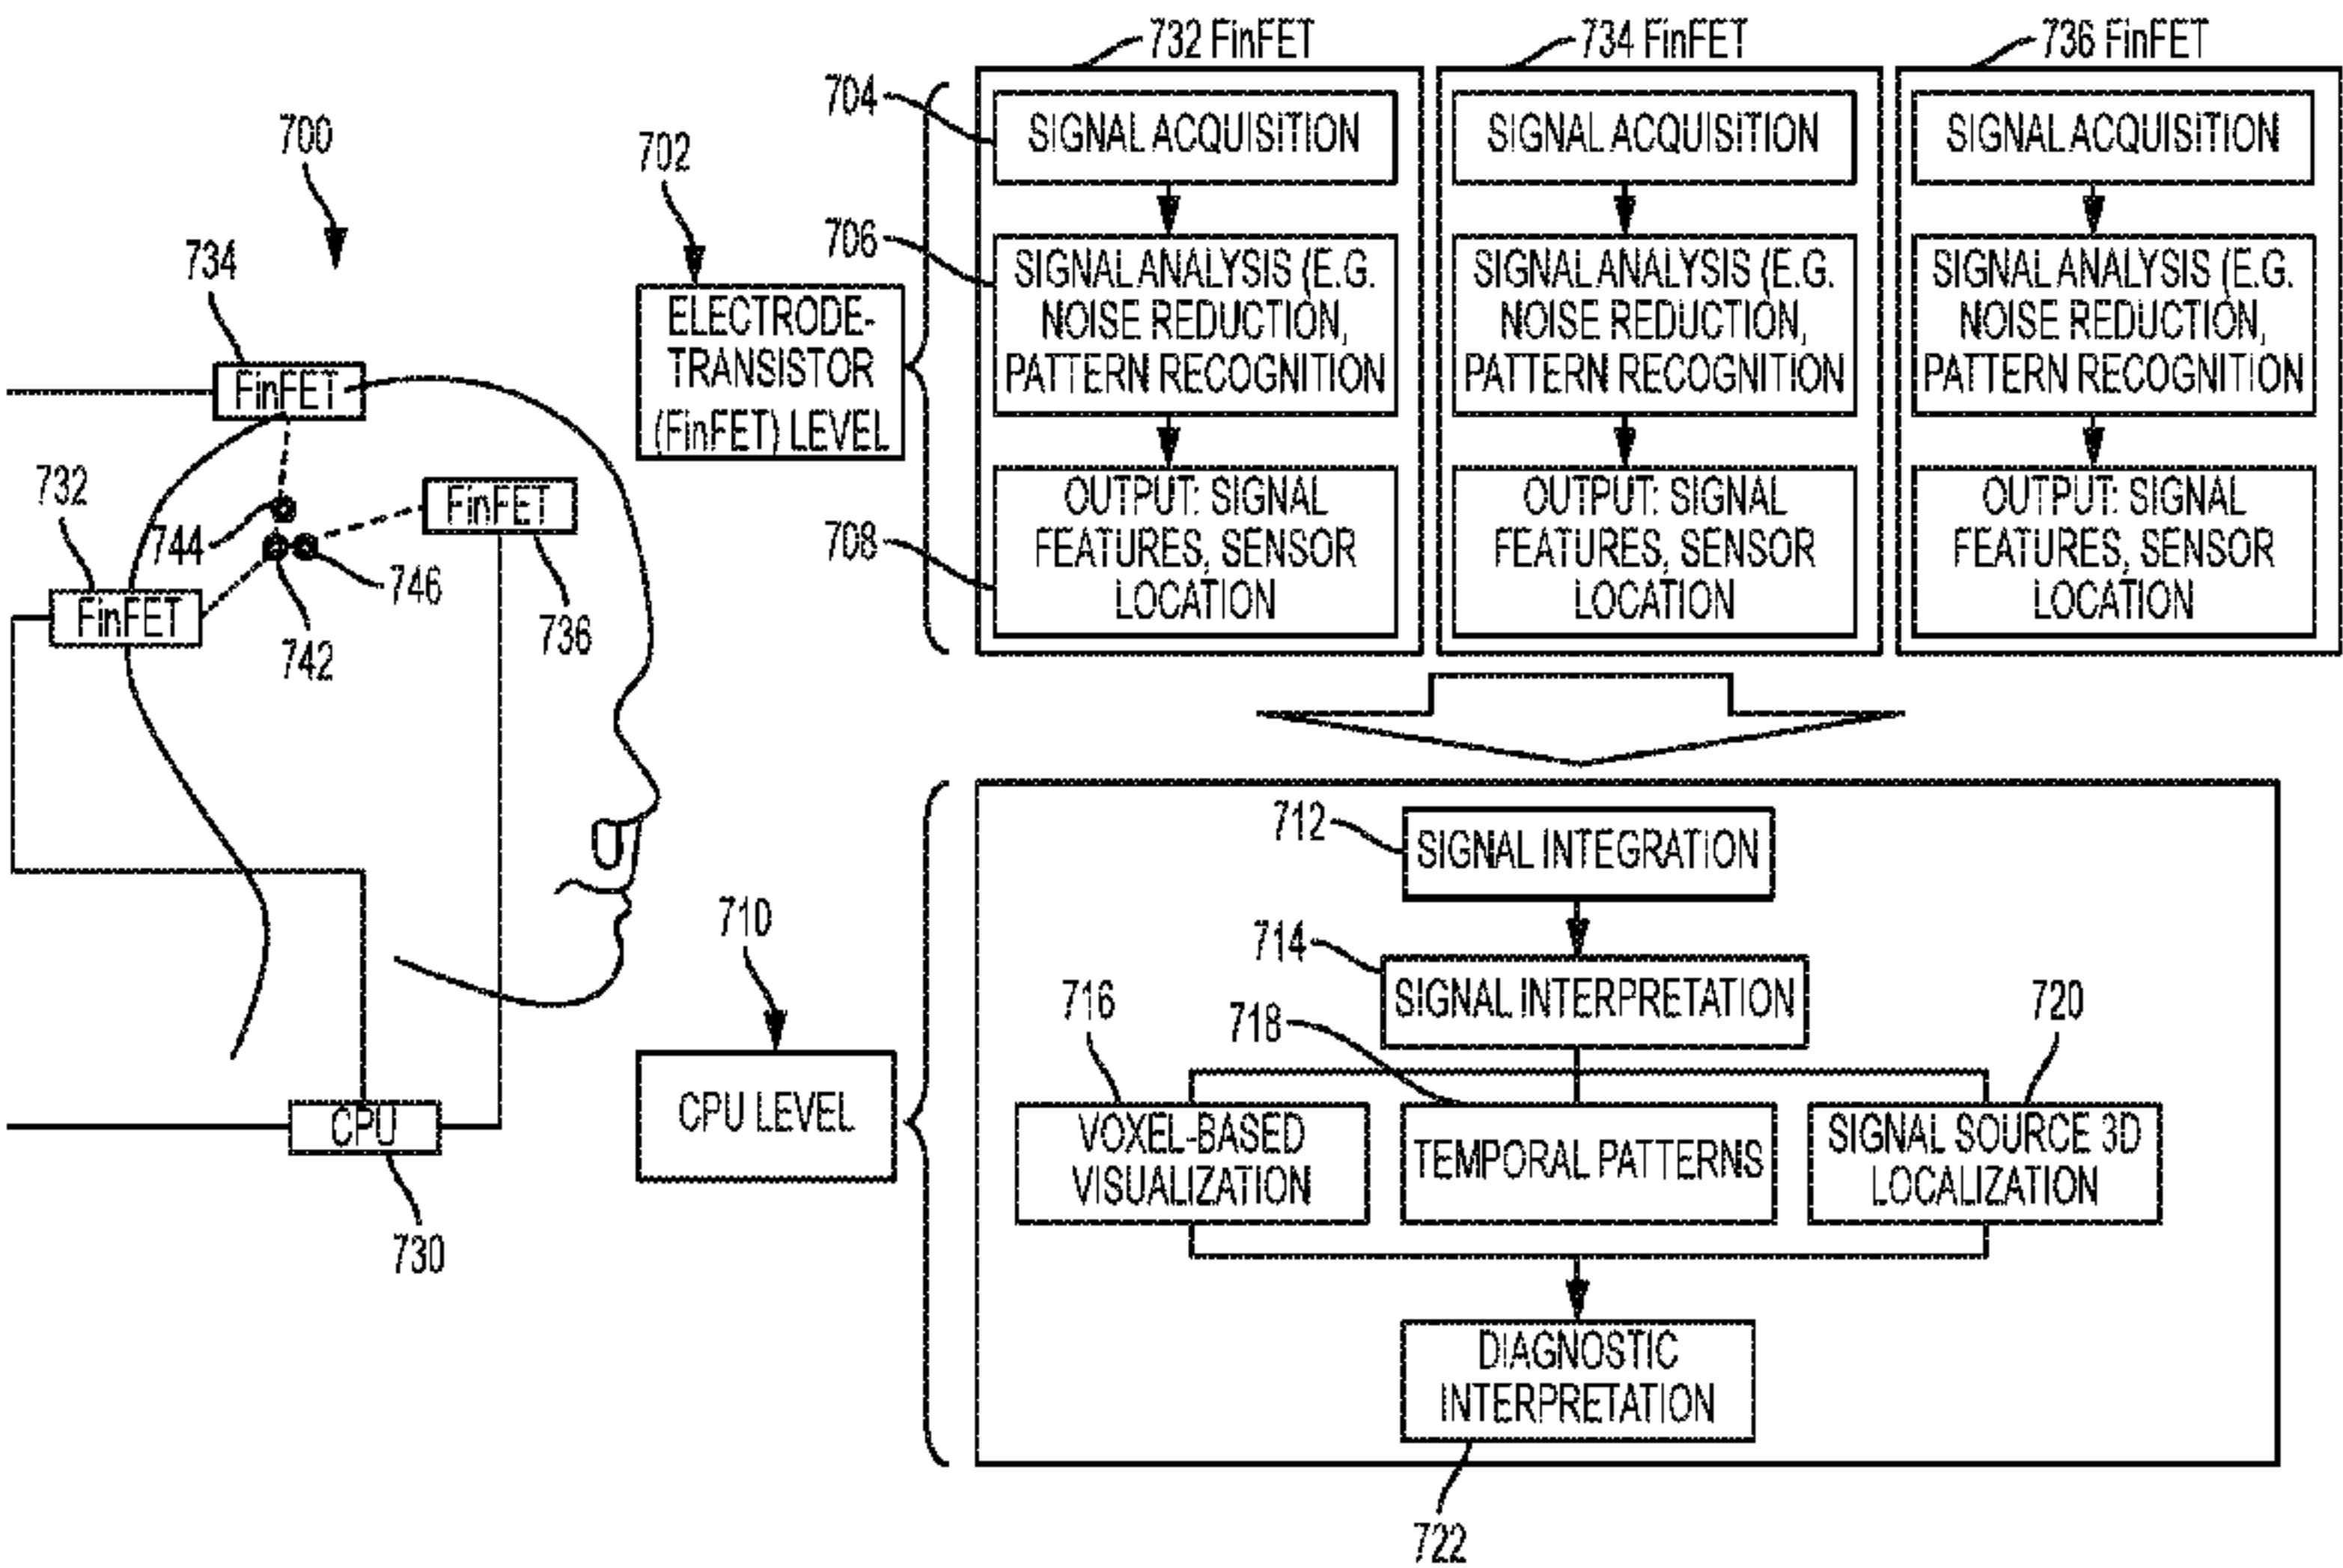 700
734
FinFET
732
FinFET
744
742
746
FinFET
736
CPU
730
702
ELECTRODE-
TRANSISTOR
(FinFET) LEVEL
732 FinFET
704
SIGNAL ACQUISITION
706
SIGNAL ANALYSIS (E.G.
NOISE REDUCTION,
PATTERN RECOGNITION
708
OUTPUT: SIGNAL
FEATURES, SENSOR
LOCATION
734 FinFET
SIGNAL ACQUISITION
SIGNAL ANALYSIS (E.G.
NOISE REDUCTION,
PATTERN RECOGNITION
OUTPUT: SIGNAL
FEATURES, SENSOR
LOCATION
736 FinFET
SIGNAL ACQUISITION
SIGNAL ANALYSIS (E.G.
NOISE REDUCTION,
PATTERN RECOGNITION
OUTPUT: SIGNAL
FEATURES, SENSOR
LOCATION
710
CPU LEVEL
712
SIGNAL INTEGRATION
714
SIGNAL INTERPRETATION
716
VOXEL-BASED
VISUALIZATION
718
TEMPORAL PATTERNS
720
SIGNAL SOURCE 3D
LOCALIZATION
DIAGNOSTIC
INTERPRETATION
722